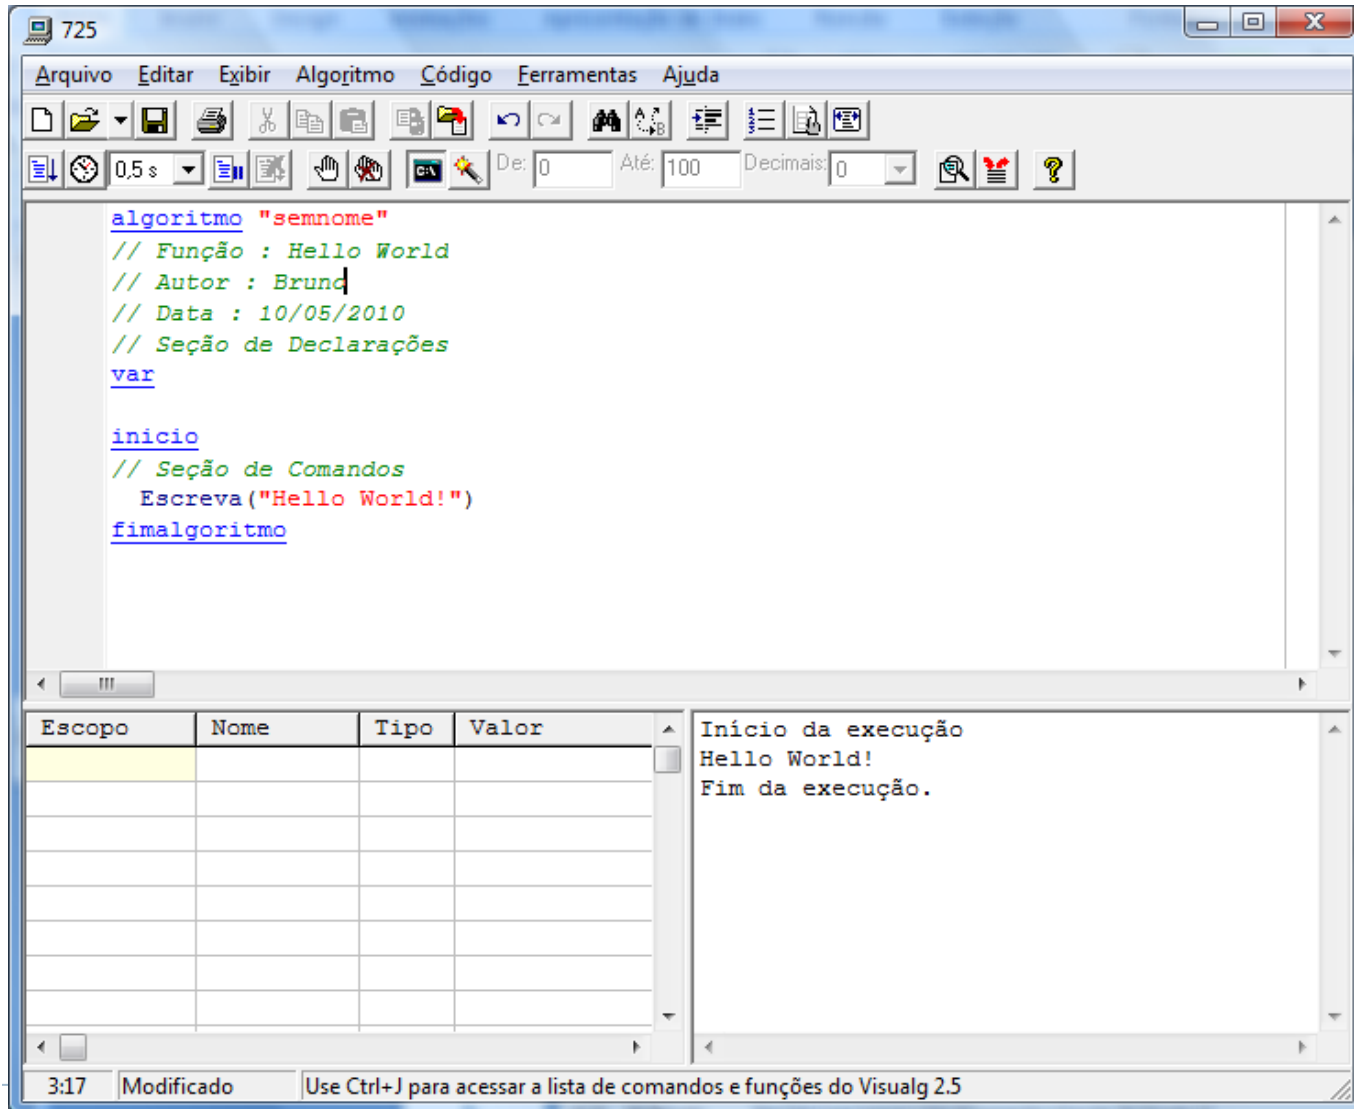 725
Arquivo Editar Exibir Algoritmo Código Ferramentas Ajuda
0,5 s De: 0 Até: 100 Decimais: 0
algoritmo "semnome"
// Função : Hello World
// Autor : Bruno
// Data : 10/05/2010
// Seção de Declarações
var
inicio
// Seção de Comandos
Escreva("Hello World!")
fimalgoritmo
Escopo Nome Tipo Valor
Início da execução
Hello World!
Fim da execução.
3:17 Modificado Use Ctrl+J para acessar a lista de comandos e funções do Visualg 2.5